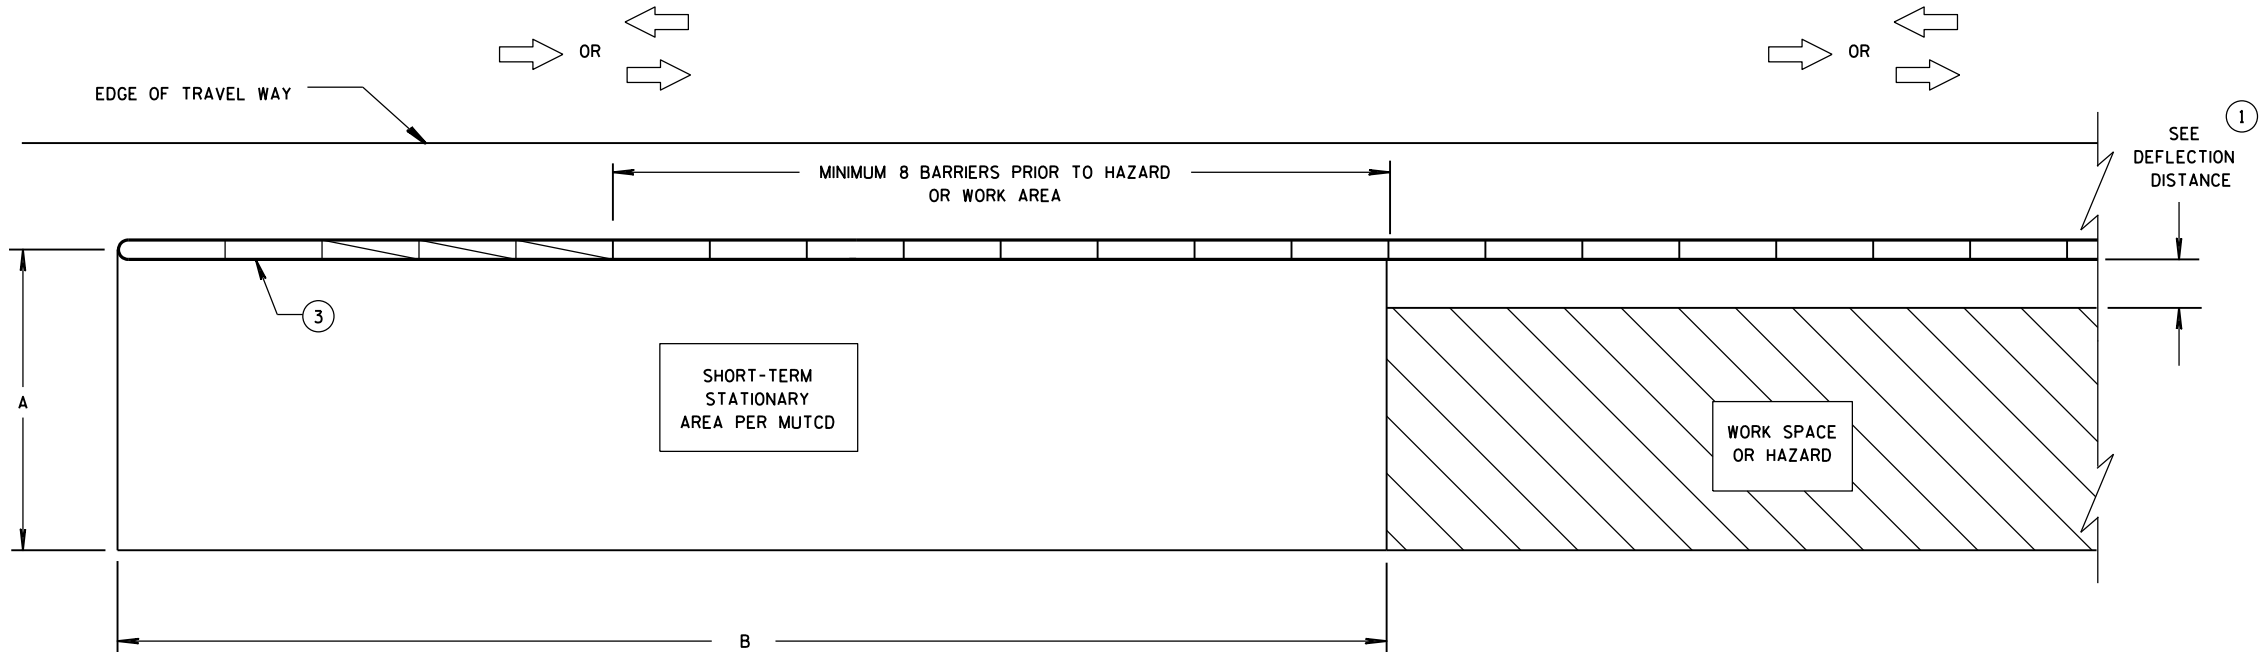 OR
OR
EDGE OF TRAVEL WAY
1
SEE
DEFLECTION
DISTANCE
MINIMUM 8 BARRIERS PRIOR TO HAZARD
OR WORK AREA
3
SHORT-TERM
STATIONARY
AREA PER MUTCD
A
WORK SPACE
OR HAZARD
B